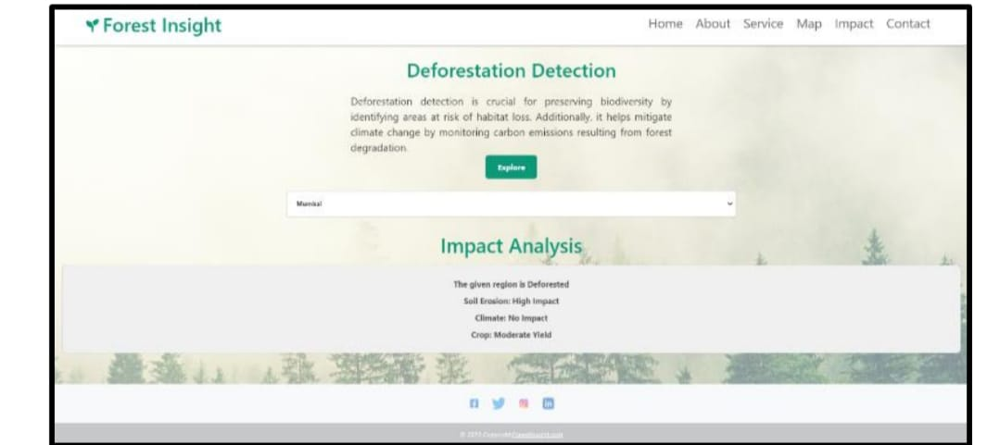 Forest Insight
Home About Service Map Impact Contact
Deforestation Detection
Deforestation detection is crucial for preserving biodiversity by
identifying areas at risk of habitat loss. Additionally, it helps mitigate
climate change by monitoring carbon emissions resulting from forest
degradation.
Explore
Mumbai
Impact Analysis
The given region is Deforested
Soil Erosion: High Impact
Climate: No Impact
Crop: Moderate Yield
©